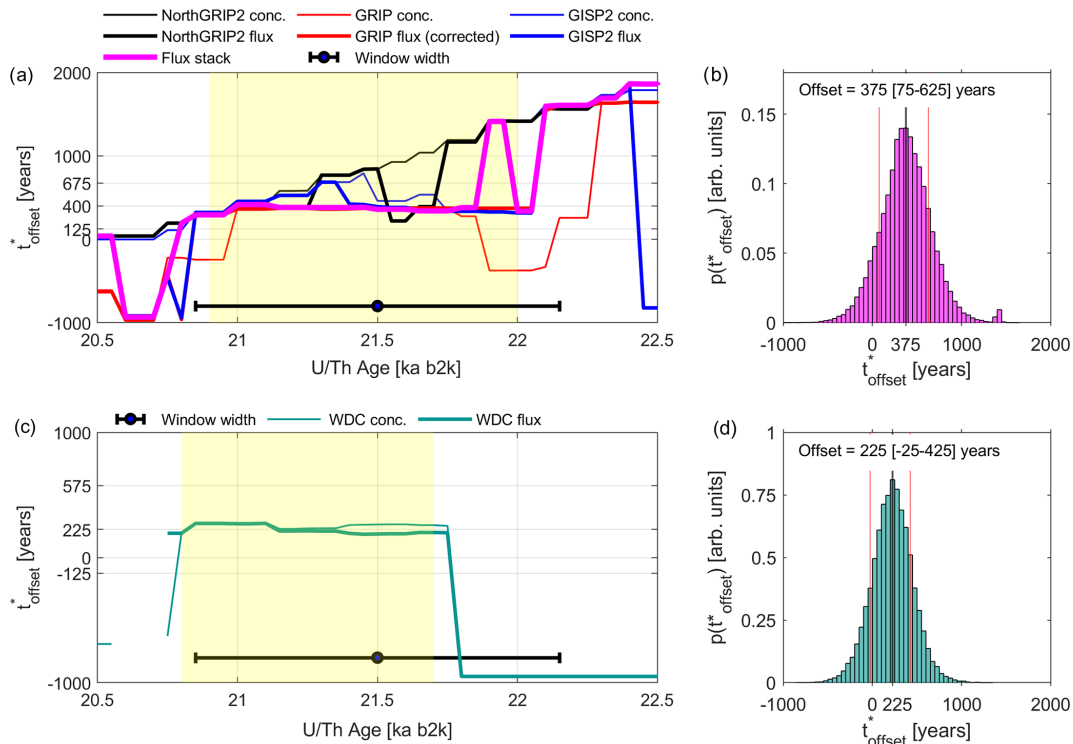 NorthGRIP2 conc. GRIP conc. GISP2 conc.
NorthGRIP2 flux GRIP flux (corrected) GISP2 flux
Flux stack Window width
(a)
2000
1000
675
400
125
0
-1000
t*offset [years]
20.5 21 21.5 22 22.5
U/Th Age [ka b2k]
(b)
Offset = 375 [75-625] years
0.15
0.1
0.05
0
p(t*offset) [arb. units]
-1000 0 375 1000 2000
t*offset [years]
(c)
Window width WDC conc. WDC flux
1000
575
225
0
-125
-1000
t*offset [years]
20.5 21 21.5 22 22.5
U/Th Age [ka b2k]
(d)
Offset = 225 [-25-425] years
1
0.75
0.5
0.25
0
p(t*offset) [arb. units]
-1000 0 225 1000 2000
t*offset [years]